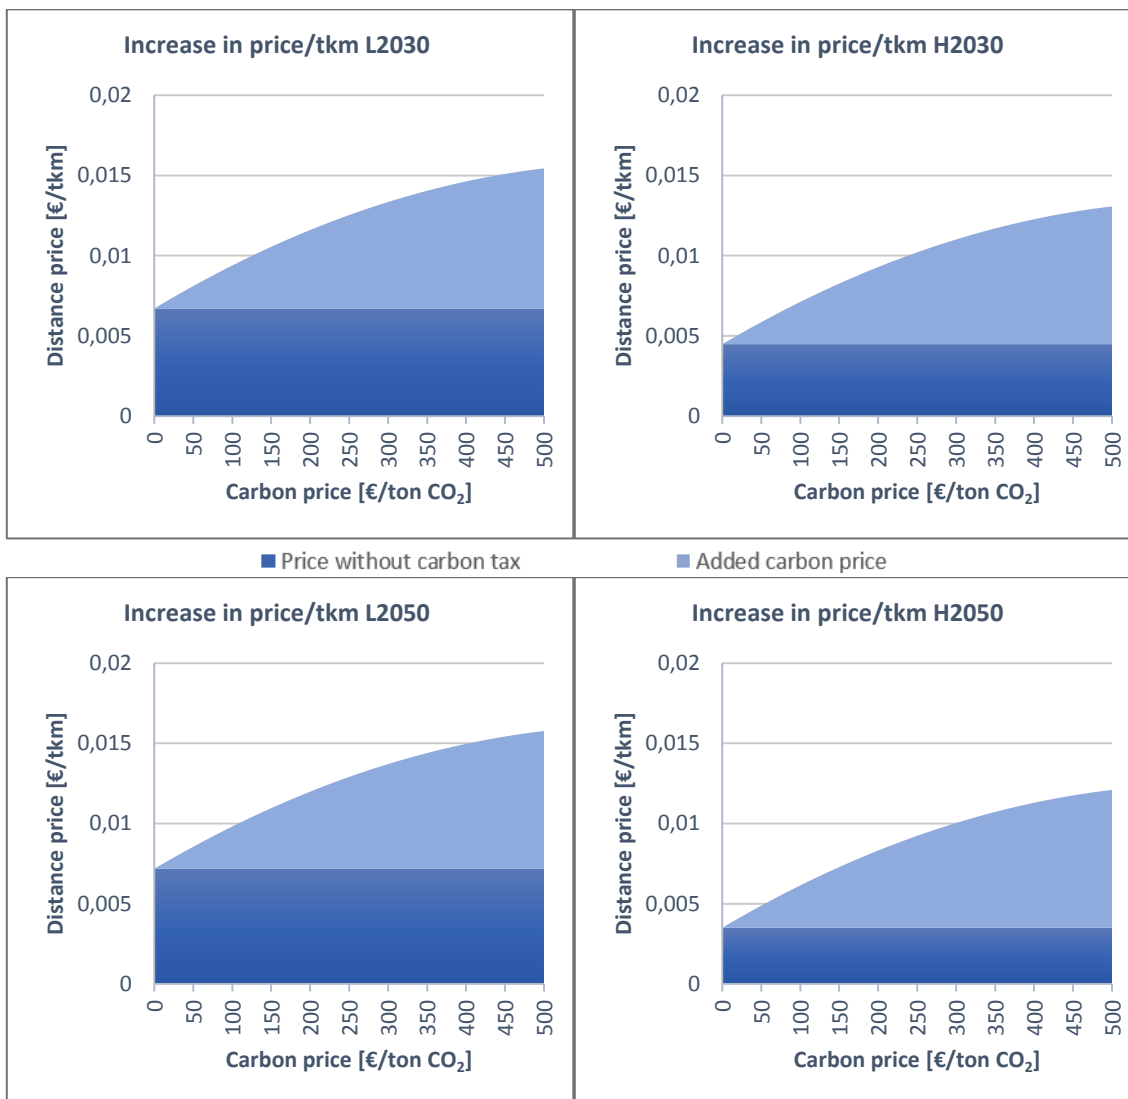 Increase in price/tkm L2030
0,02
0,015
0,01
0,005
0
Distance price [€/tkm]
0 50 100 150 200 250 300 350 400 450 500
Carbon price [€/ton CO₂]
Increase in price/tkm H2030
0,02
0,015
0,01
0,005
0
Distance price [€/tkm]
0 50 100 150 200 250 300 350 400 450 500
Carbon price [€/ton CO₂]
Price without carbon tax
Added carbon price
Increase in price/tkm L2050
0,02
0,015
0,01
0,005
0
Distance price [€/tkm]
0 50 100 150 200 250 300 350 400 450 500
Carbon price [€/ton CO₂]
Increase in price/tkm H2050
0,02
0,015
0,01
0,005
0
Distance price [€/tkm]
0 50 100 150 200 250 300 350 400 450 500
Carbon price [€/ton CO₂]